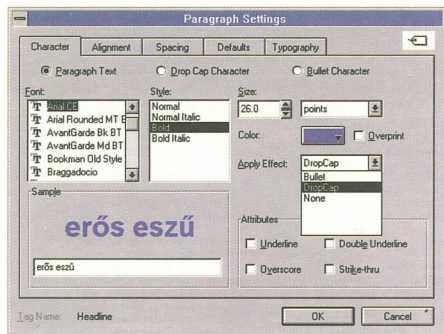 Paragraph Settings
Character Alignment Spacing Defaults Typography
Paragraph Text Drop Cap Character Bullet Character
Font:
Arial CE
Arial Rounded MT B
AvantGarde Bk BT
AvantGarde Md BT
Bookman Old Style
Braggadocio
Style:
Normal
Normal Italic
Bold
Bold Italic
Size:
26.0 points
Color: Overprint
Apply Effect: DropCap
Bullet
DropCap
None
Sample
erős eszű
erős eszű
Attributes
Underline Double Underline
Overscore Strike-thru
Tag Name: Headline
OK Cancel